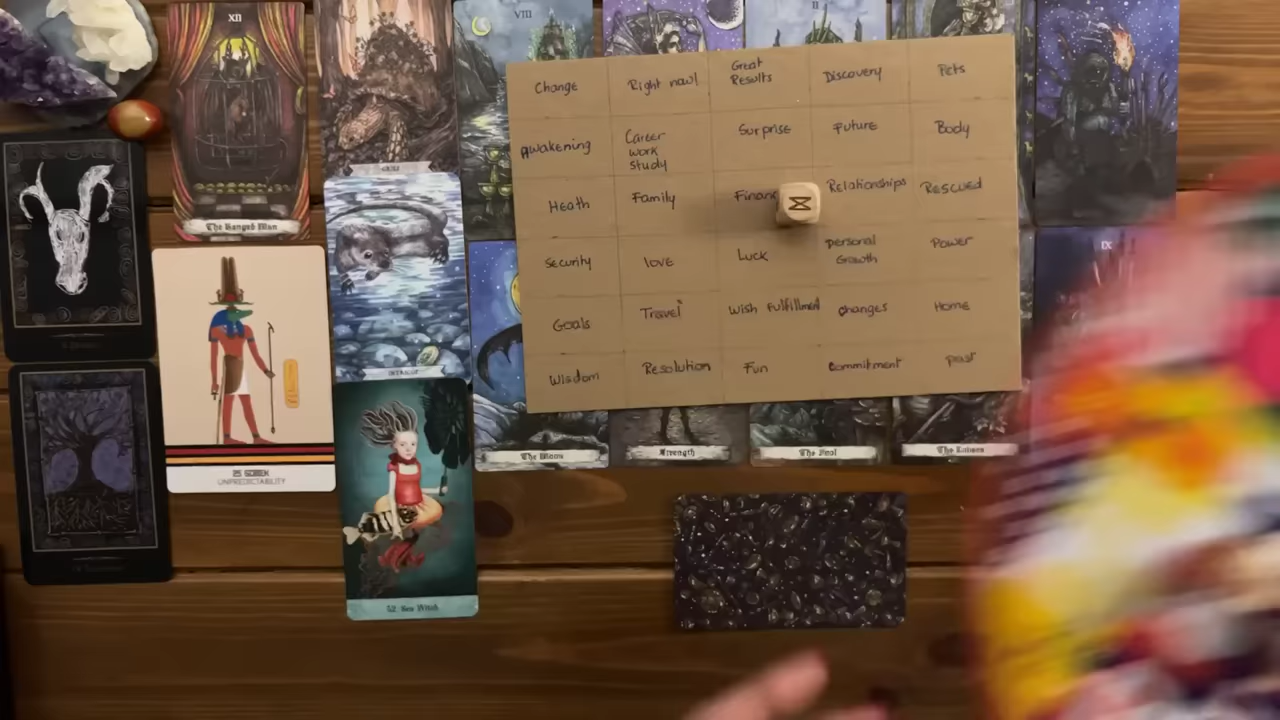 XII
VIII
II
The Hanged Man
Change
Right now!
Great
Results
Discovery
Pets
Awakening
Career
work
study
Surprise
Future
Body
Heath
Family
Financ
Relationships
RESCUED
Security
love
Luck
personal
Growth
Power
Goals
Travel
Wish fulfillment
changes
Home
Wisdom
Resolution
Fun
Commitment
past
IX
The Moon
Strength
The Fool
The Lovers
25 SOBEK
UNPREDICTABILITY
Sea Witch